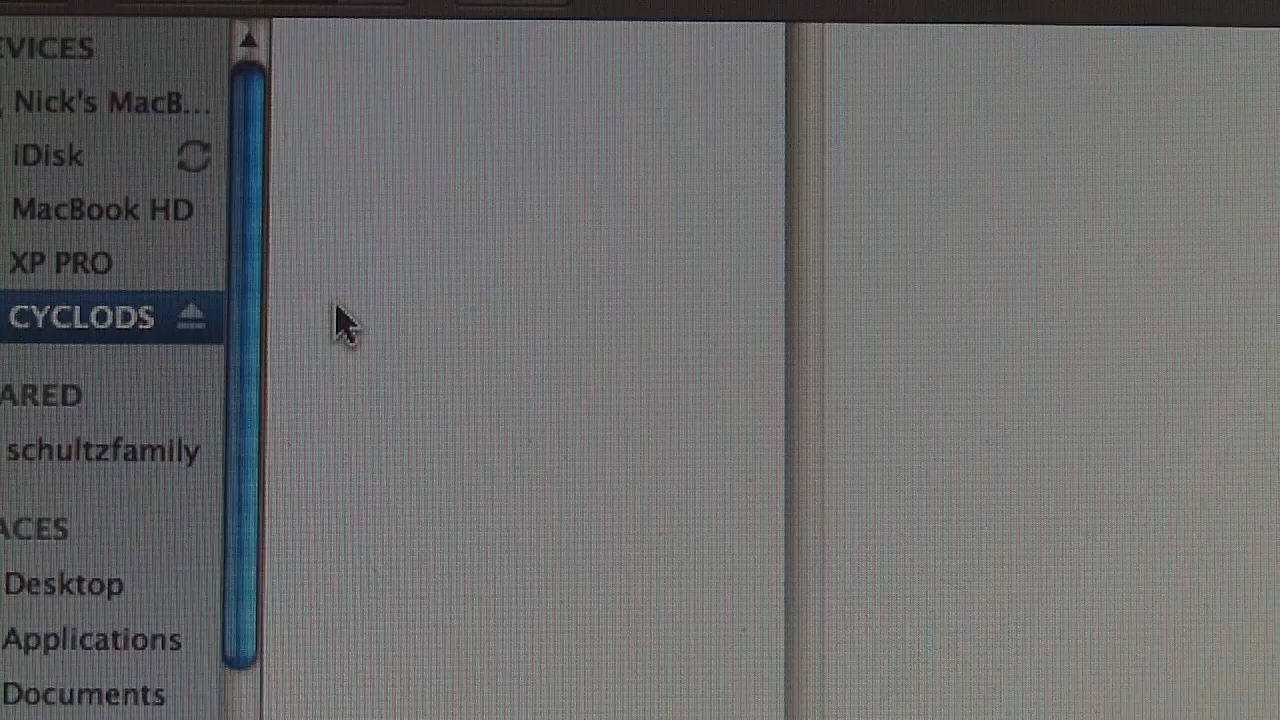 EVICES
Nick's MacB...
iDisk
MacBook HD
XP PRO
CYCLODS
ARED
schultzfamily
ACES
Desktop
Applications
Documents